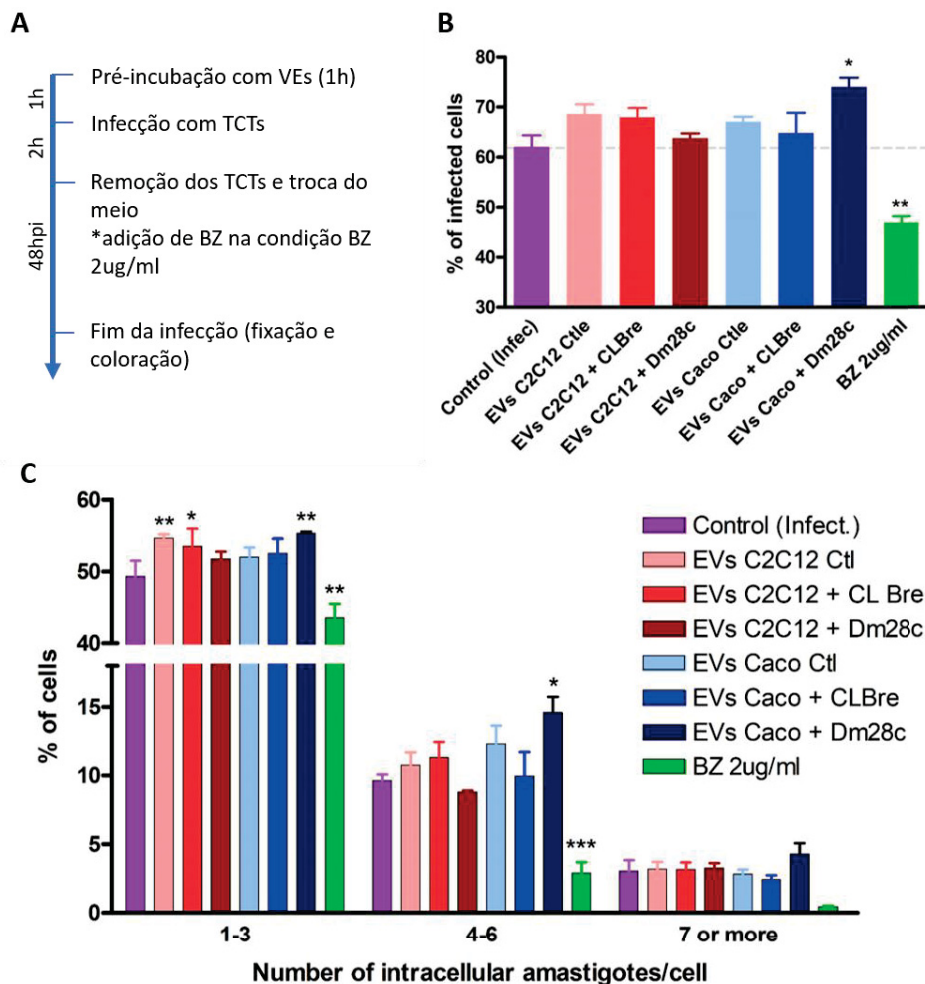 A
1h
2h
48hpi
Pré-incubação com VEs (1h)
Infecção com TCTs
Remoção dos TCTs e troca do
meio
*adição de BZ na condição BZ
2ug/ml
Fim da infecção (fixação e
coloração)
B
% of infected cells
80
70
60
50
40
30
*
**
Control (Infec)
EVs C2C12 Ctle
EVs C2C12 + CLBre
EVs C2C12 + Dm28c
EVs Caco Ctle
EVs Caco + CLBre
EVs Caco + Dm28c
BZ 2ug/ml
C
% of cells
60
50
40
15
10
5
0
** * ** **
* ***
1-3
4-6
7 or more
Number of intracellular amastigotes/cell
Control (Infect.)
EVs C2C12 Ctl
EVs C2C12 + CL Bre
EVs C2C12 + Dm28c
EVs Caco Ctl
EVs Caco + CLBre
EVs Caco + Dm28c
BZ 2ug/ml